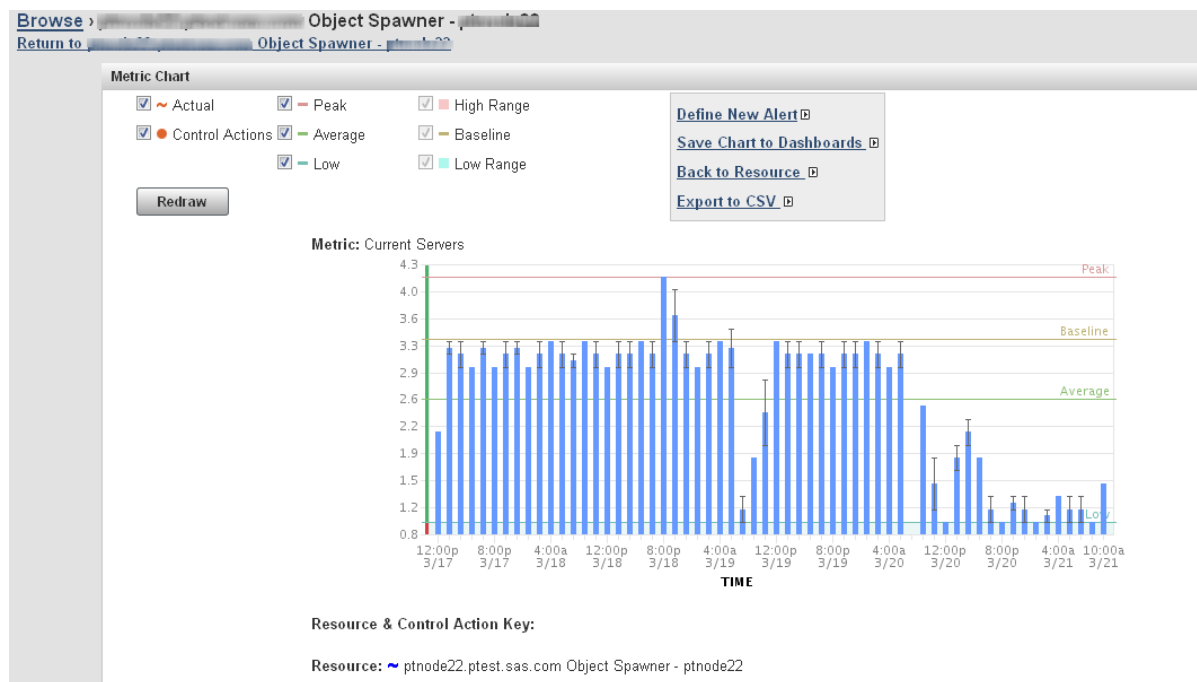 Browse › Object Spawner -
Return to Object Spawner -
Metric Chart
Actual
Peak
High Range
Control Actions
Average
Baseline
Low
Low Range
Redraw
Define New Alert
Save Chart to Dashboards
Back to Resource
Export to CSV
Metric: Current Servers
4.3
4.0
3.6
3.3
2.9
2.6
2.2
1.9
1.5
1.2
0.8
Peak
Baseline
Average
Low
12:00p 8:00p 4:00a 12:00p 8:00p 4:00a 12:00p 8:00p 4:00a 12:00p 8:00p 4:00a 10:00a
3/17 3/17 3/18 3/18 3/18 3/19 3/19 3/19 3/20 3/20 3/20 3/21 3/21
TIME
Resource & Control Action Key:
Resource: ~ ptnode22.ptest.sas.com Object Spawner - ptnode22